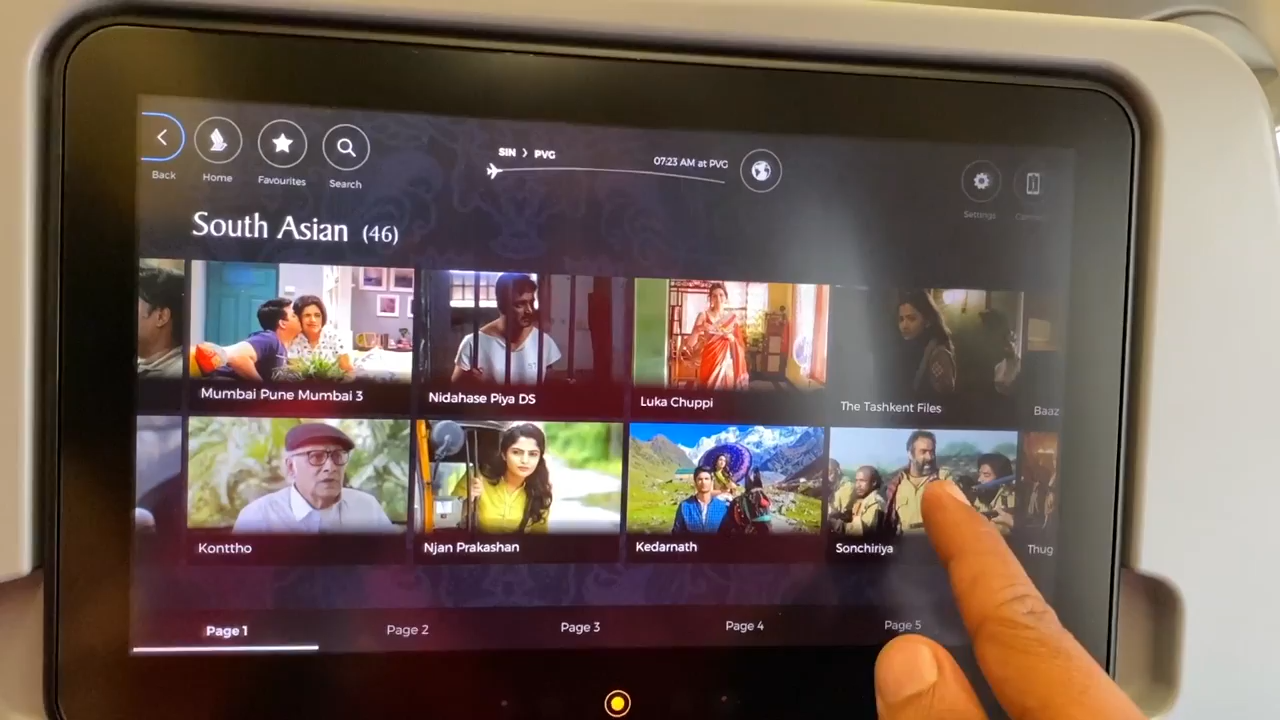 SIN > PVG
07:23 AM at PVG
Back
Home
Favourites
Search
Settings
South Asian (46)
Mumbai Pune Mumbai 3
Nidahase Piya DS
Luka Chuppi
The Tashkent Files
Baaz
Konttho
Njan Prakashan
Kedarnath
Sonchiriya
Thug
Page 1
Page 2
Page 3
Page 4
Page 5